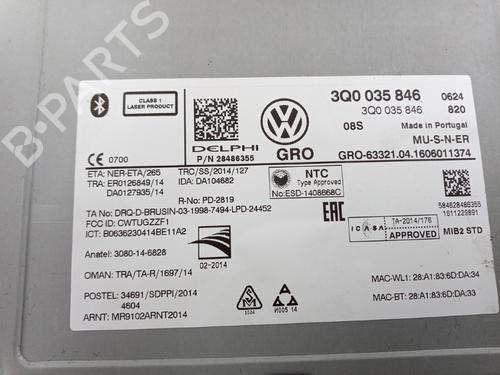 CLASS 1
LASER PRODUCT
3Q0 035 846 0624
3Q0 035 846 820
08S Made in Portugal
DELPHI
P/N 28486355
GRO
MU-S-N-ER
GRO-63321.04.1606011374
0700
ETA: NER-ETA/265
TRA: ER0126849/14
DA0127935/14
TRC/SS/2014/127
IDA: DA104682
R-No: PD-2819
NTC
Type Approved
No:ESD-1408668C
TA No: DRQ-D-BRUSIN-03-1998-7494-LPD-24452
FCC ID: CWTUGZZF1
ICT: B0636230414BE11A2
EAC
584628486355
1611229891
ICASA
TA-2014/176
APPROVED
MIB2 STD
Anatel: 3080-14-6828
02-2014
OMAN: TRA/TA-R/1697/14
MAC-WL1: 28:A1:83:6D:DA:34
POSTEL: 34691/SDPPI/2014
4604
MAC-BT: 28:A1:83:6D:DA:33
ARNT: MR9102ARNT2014
И005 14
B-PARTS